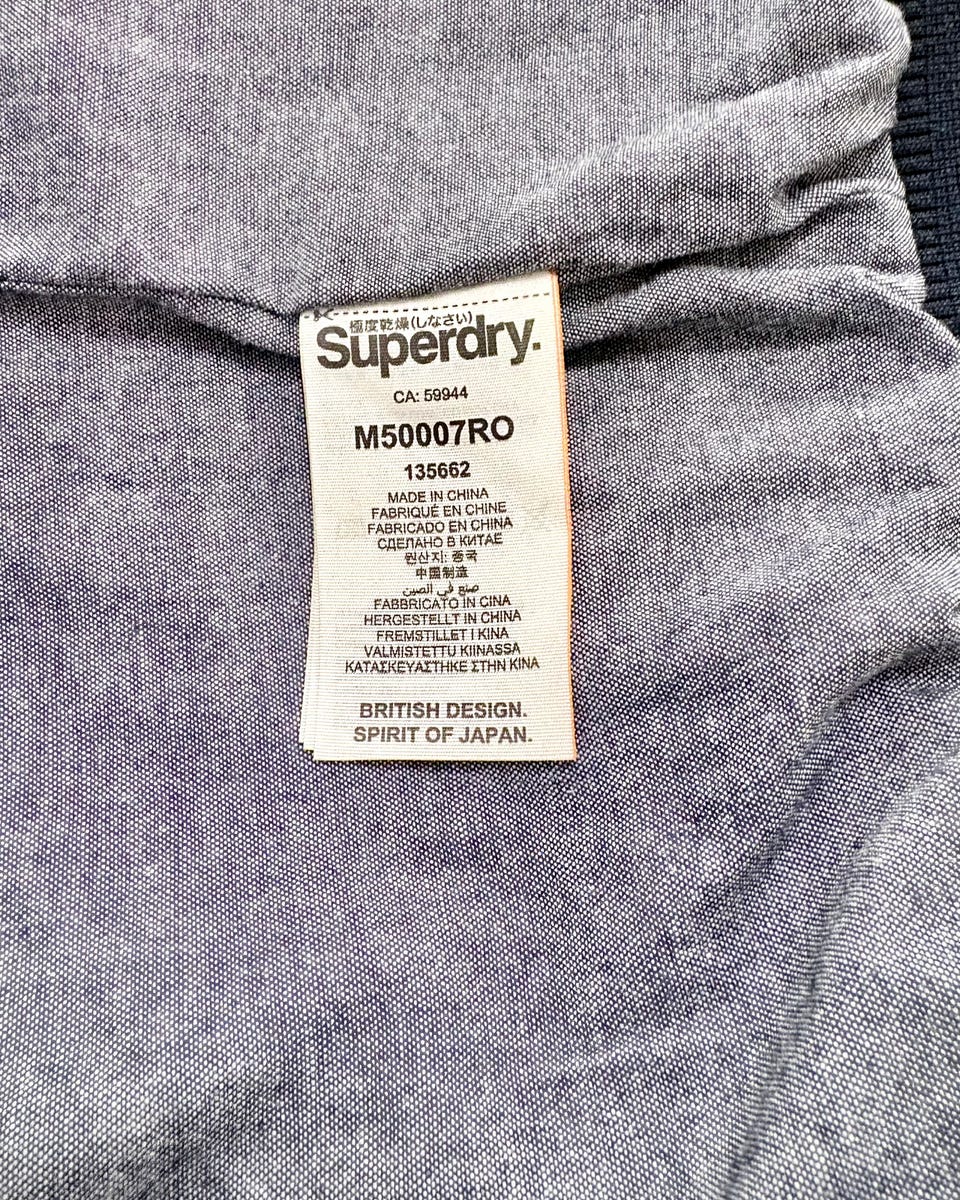 極度乾燥(しなさい)
Superdry.
CA: 59944
M50007RO
135662
MADE IN CHINA
FABRIQUÉ EN CHINE
FABRICADO EN CHINA
СДЕЛАНО В КИТАЕ
원산지: 중국
中國制造
صنع في الصين
FABBRICATO IN CINA
HERGESTELLT IN CHINA
FREMSTILLET I KINA
VALMISTETTU KIINASSA
ΚΑΤΑΣΚΕΥΑΣΤΗΚΕ ΣΤΗΝ ΚΙΝΑ
BRITISH DESIGN.
SPIRIT OF JAPAN.